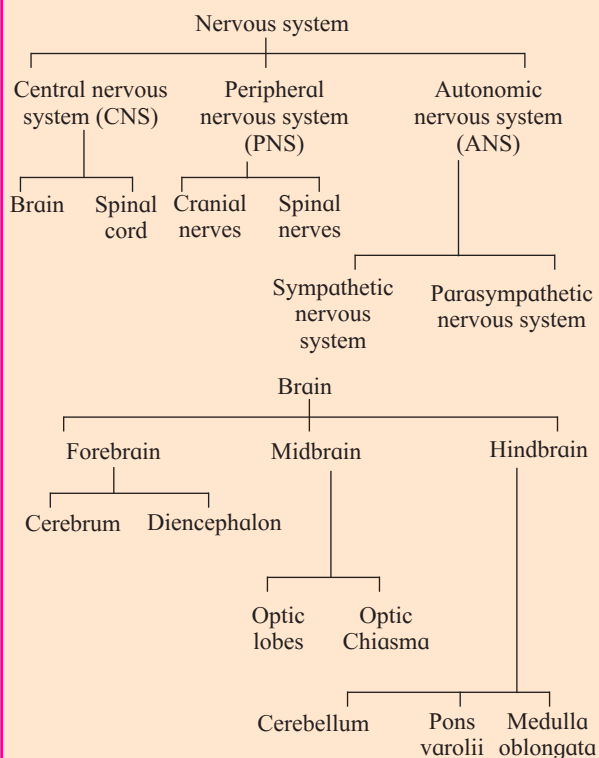 Nervous system
Central nervous
system (CNS)
Peripheral
nervous system
(PNS)
Autonomic
nervous system
(ANS)
Brain
Spinal
cord
Cranial
nerves
Spinal
nerves
Sympathetic
nervous
system
Parasympathetic
nervous system
Brain
Forebrain
Midbrain
Hindbrain
Cerebrum
Diencephalon
Optic
lobes
Optic
Chiasma
Cerebellum
Pons
varolii
Medulla
oblongata